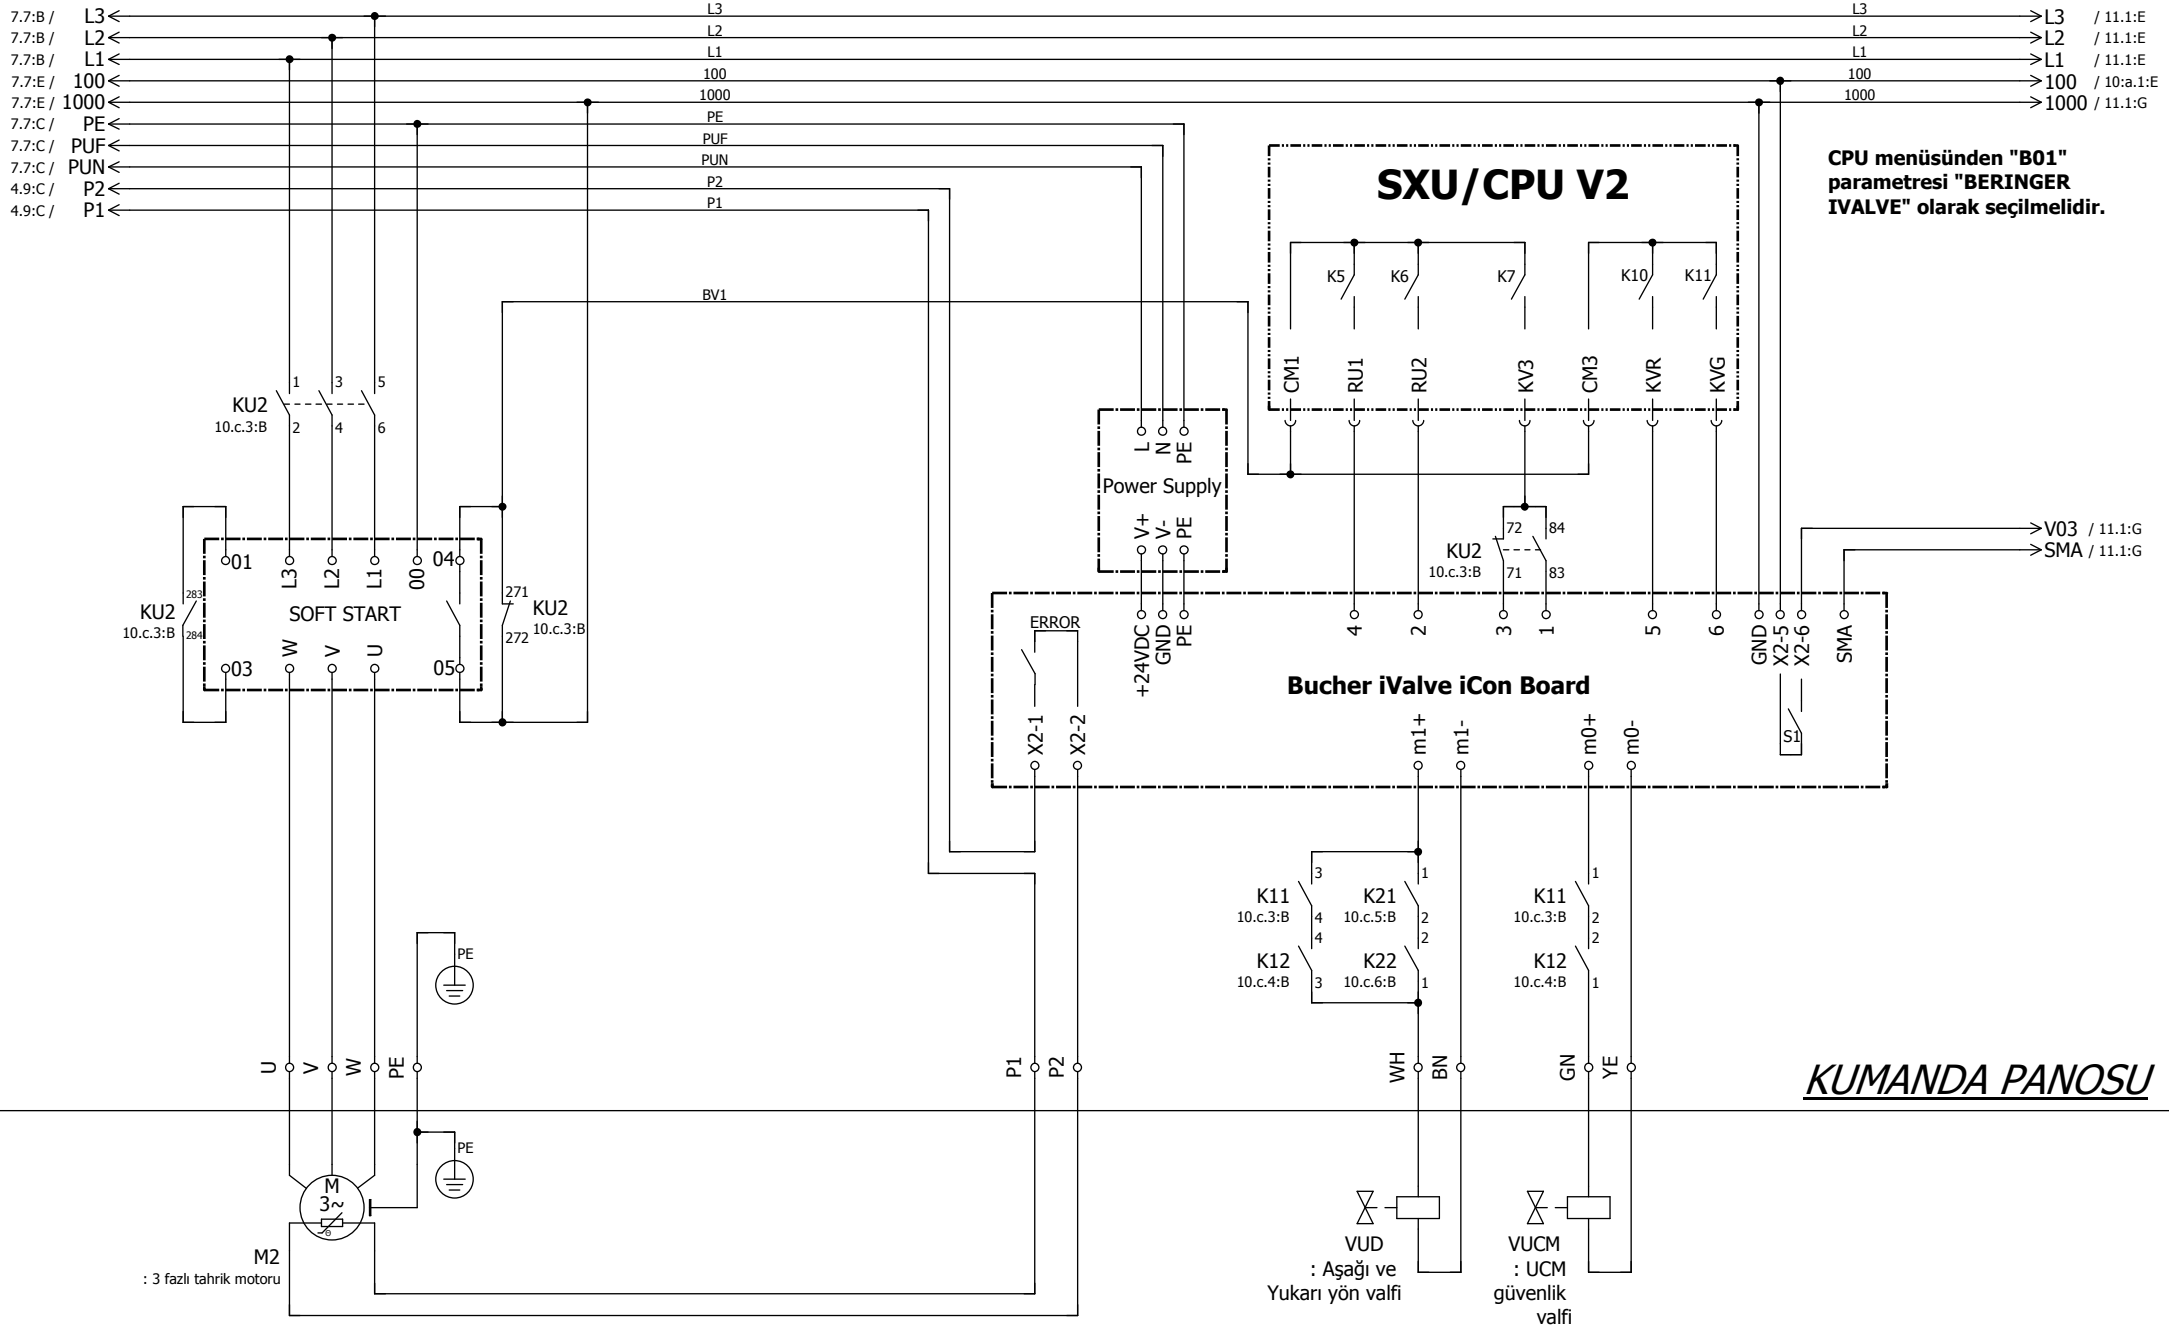 7.7:B / L3 L3 L3 L3 / 11.1:E
7.7:B / L2 L2 L2 L2 / 11.1:E
7.7:B / L1 L1 L1 L1 / 11.1:E
7.7:E / 100 100 100 100 / 10:a.1:E
7.7:E / 1000 1000 1000 1000 / 11.1:G
7.7:C / PE PE
7.7:C / PUF PUF
7.7:C / PUN PUN
4.9:C / P2 P2
4.9:C / P1 P1
CPU menüsünden "B01"
parametresi "BERINGER
IVALVE" olarak seçilmelidir.
SXU/CPU V2
K5 K6 K7 K10 K11
BV1
CM1 RU1 RU2 KV3 CM3 KVR KVG
1 3 5
KU2
10.c.3:B
2 4 6
L N PE
Power Supply
V+ V- PE
72 84
KU2
10.c.3:B
71 83
V03 / 11.1:G
SMA / 11.1:G
01 L3 L2 L1 00 04
SOFT START
W V U
03 05
283
KU2
10.c.3:B
284
271
KU2
10.c.3:B
272
ERROR
X2-1 X2-2
+24VDC GND PE 4 2 3 1 5 6 GND X2-5 X2-6 SMA
Bucher iValve iCon Board
m1+ m1- m0+ m0-
S1
3
K11
10.c.3:B
4
4
K12
10.c.4:B
3
1
K21
10.c.5:B
2
2
K22
10.c.6:B
1
1
K11
10.c.3:B
2
2
K12
10.c.4:B
1
PE
U V W PE P1 P2 WH BN GN YE
KUMANDA PANOSU
PE
M
3~
θ
M2
: 3 fazlı tahrik motoru
VUD
: Aşağı ve
Yukarı yön valfi
VUCM
: UCM
güvenlik
valfi